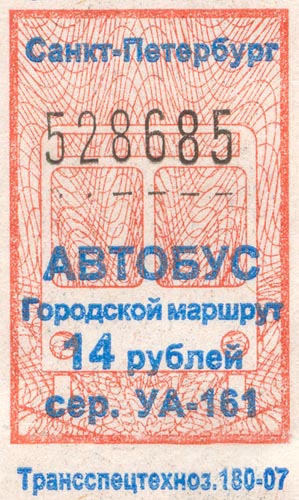 Санкт-Петербург
528685
АВТОБУС
Городской маршрут
14 рублей
сер. УА-161
Трансспецтехноз.180-07